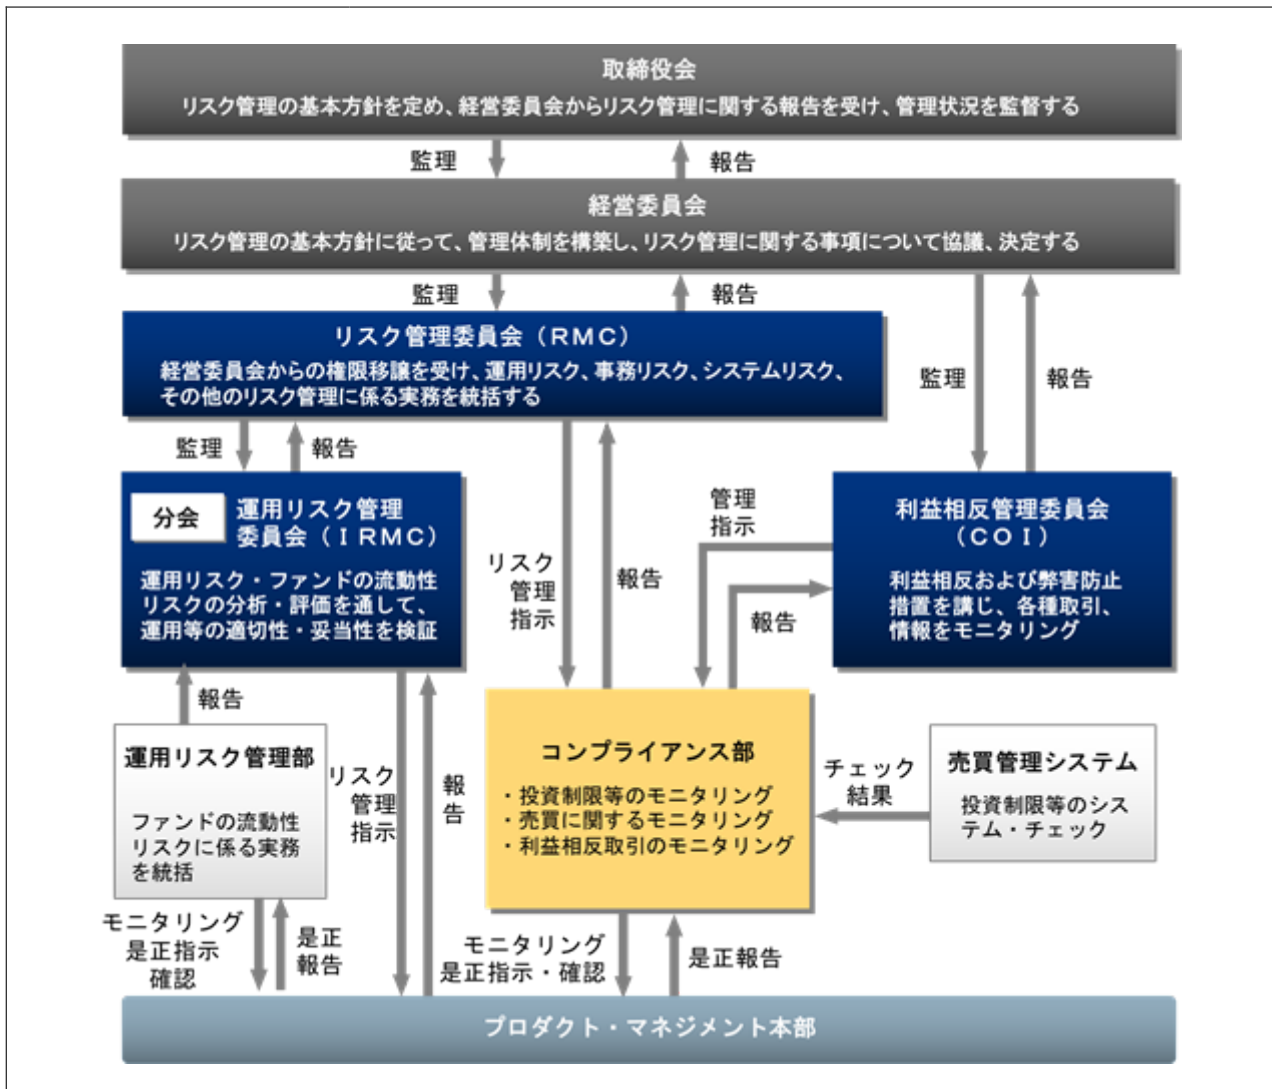 取締役会
リスク管理の基本方針を定め、経営委員会からリスク管理に関する報告を受け、管理状況を監督する
監理
報告
経営委員会
リスク管理の基本方針に従って、管理体制を構築し、リスク管理に関する事項について協議、決定する
監理
報告
リスク管理委員会（ＲＭＣ）
経営委員会からの権限移譲を受け、運用リスク、事務リスク、システムリスク、
その他のリスク管理に係る実務を統括する
監理
報告
監理
報告
分会
運用リスク管理
委員会（ＩＲＭＣ）
運用リスク・ファンドの流動性
リスクの分析・評価を通して、
運用等の適切性・妥当性を検証
リスク
管理
指示
報告
管理
指示
報告
利益相反管理委員会
（ＣＯＩ）
利益相反および弊害防止
措置を講じ、各種取引、
情報をモニタリング
報告
運用リスク管理部
ファンドの流動性
リスクに係る実務
を統括
リスク
管理
指示
報
告
コンプライアンス部
・投資制限等のモニタリング
・売買に関するモニタリング
・利益相反取引のモニタリング
チェック
結果
売買管理システム
投資制限等のシス
テム・チェック
モニタリング
是正指示
確認
是正
報告
モニタリング
是正指示・確認
是正報告
プロダクト・マネジメント本部